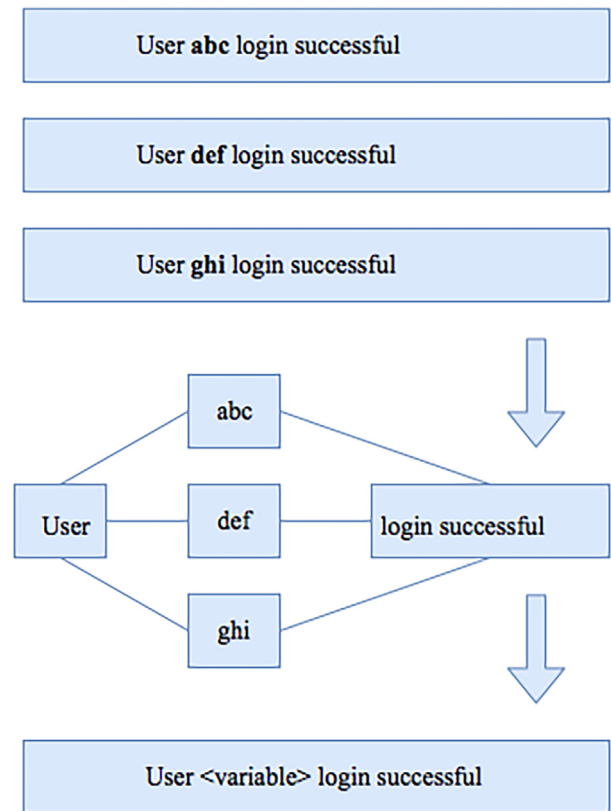 User abc login successful
User def login successful
User ghi login successful
abc
User
def
login successful
ghi
User <variable> login successful